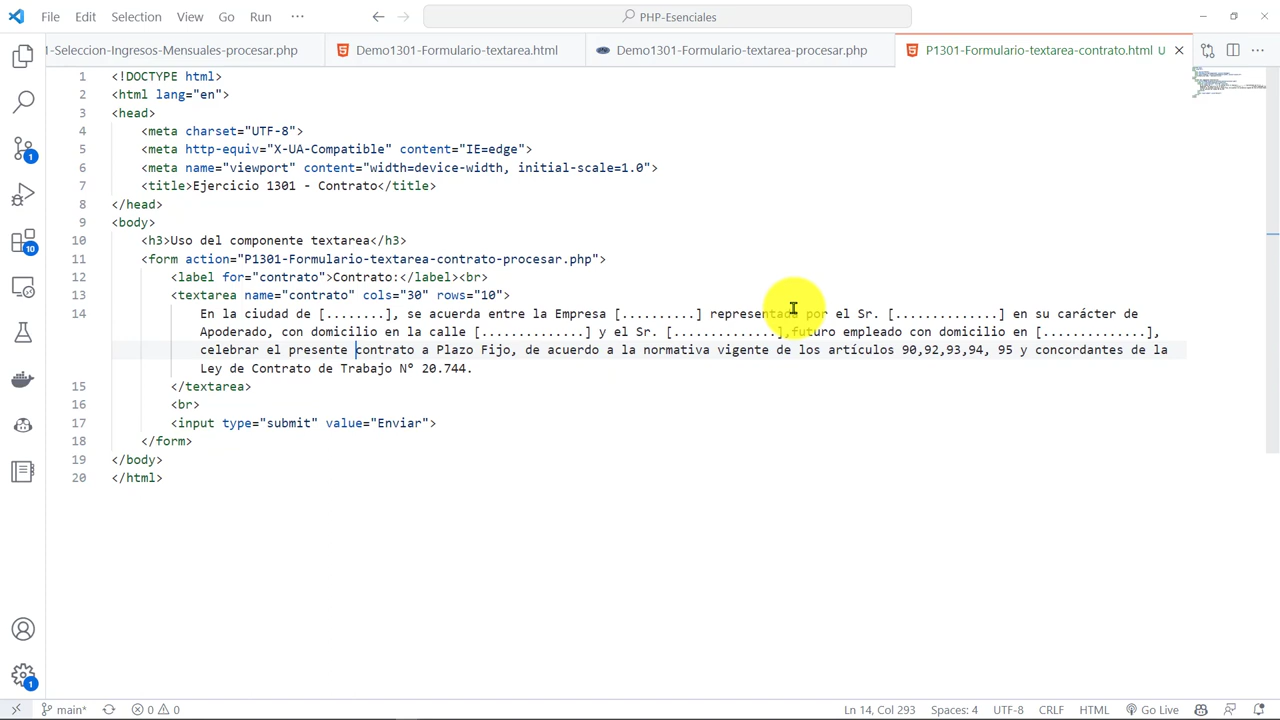 File Edit Selection View Go Run ··· PHP-Esenciales
1-Seleccion-Ingresos-Mensuales-procesar.php Demo1301-Formulario-textarea.html Demo1301-Formulario-textarea-procesar.php P1301-Formulario-textarea-contrato.html U
1 <!DOCTYPE html>
2 <html lang="en">
3 <head>
4 <meta charset="UTF-8">
5 <meta http-equiv="X-UA-Compatible" content="IE=edge">
6 <meta name="viewport" content="width=device-width, initial-scale=1.0">
7 <title>Ejercicio 1301 - Contrato</title>
8 </head>
9 <body>
10 <h3>Uso del componente textarea</h3>
11 <form action="P1301-Formulario-textarea-contrato-procesar.php">
12 <label for="contrato">Contrato:</label><br>
13 <textarea name="contrato" cols="30" rows="10">
14 En la ciudad de [........], se acuerda entre la Empresa [..........] representado por el Sr. [..............] en su carácter de
Apoderado, con domicilio en la calle [..............] y el Sr. [..............],futuro empleado con domicilio en [..............],
celebrar el presente contrato a Plazo Fijo, de acuerdo a la normativa vigente de los artículos 90,92,93,94, 95 y concordantes de la
Ley de Contrato de Trabajo N° 20.744.
15 </textarea>
16 <br>
17 <input type="submit" value="Enviar">
18 </form>
19 </body>
20 </html>
1
10
1
main* 0 0 Ln 14, Col 293 Spaces: 4 UTF-8 CRLF HTML Go Live